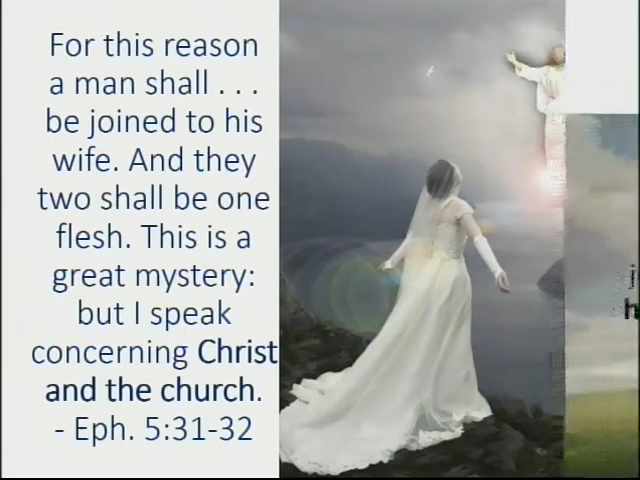 For this reason
a man shall . . .
be joined to his
wife. And they
two shall be one
flesh. This is a
great mystery:
but I speak
concerning Christ
and the church.
- Eph. 5:31-32